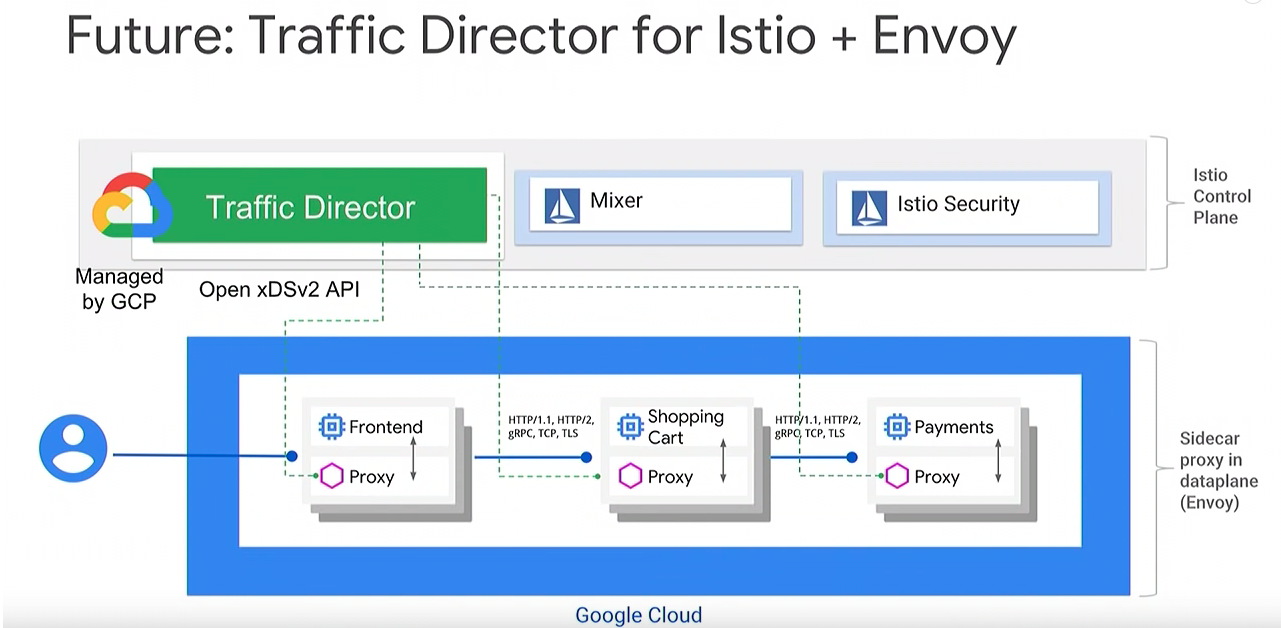 Future: Traffic Director for Istio + Envoy
Traffic Director
Mixer
Istio Security
Istio
Control
Plane
Managed
by GCP
Open xDSv2 API
Frontend
Proxy
HTTP/1.1, HTTP/2,
gRPC, TCP, TLS
Shopping
Cart
Proxy
HTTP/1.1, HTTP/2,
gRPC, TCP, TLS
Payments
Proxy
Sidecar
proxy in
dataplane
(Envoy)
Google Cloud